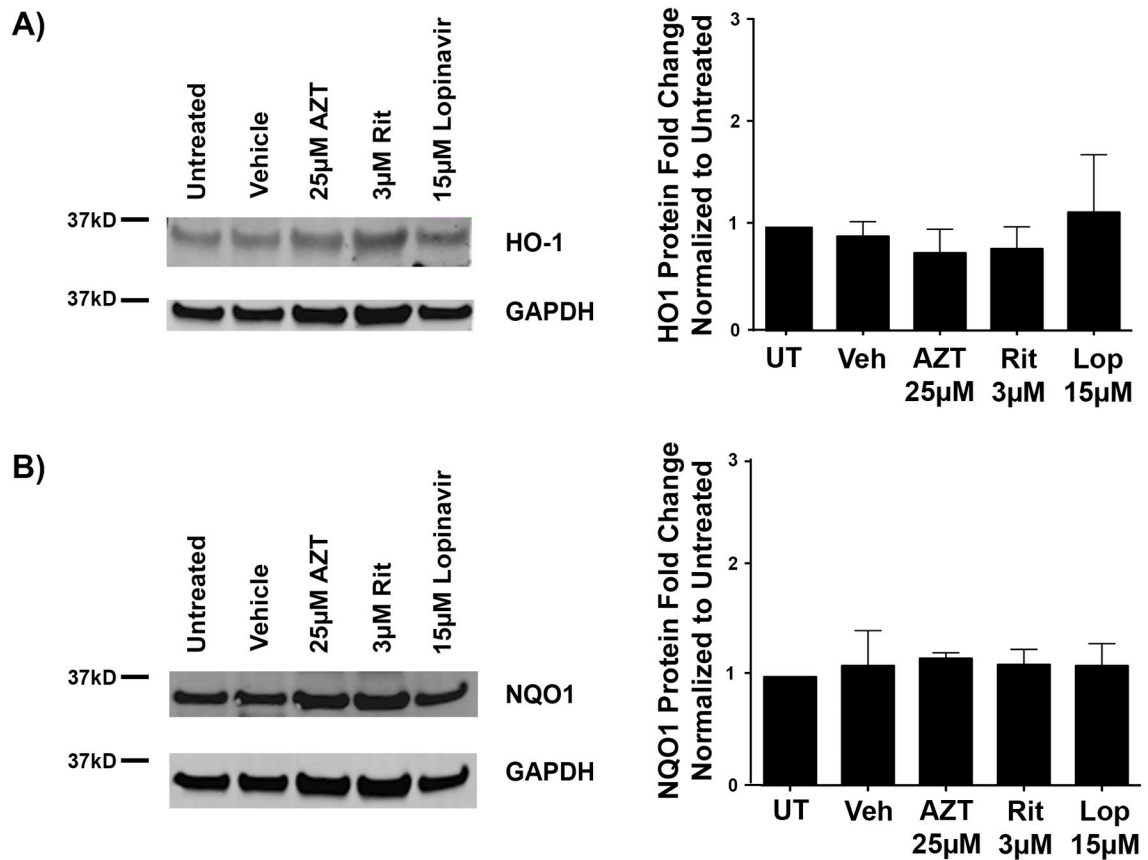 A)
Untreated
Vehicle
25µM AZT
3µM Rit
15µM Lopinavir
37kD
HO-1
37kD
GAPDH
HO1 Protein Fold Change
Normalized to Untreated
3
2
1
0
UT Veh AZT Rit Lop
25µM 3µM 15µM
B)
Untreated
Vehicle
25µM AZT
3µM Rit
15µM Lopinavir
37kD
NQO1
37kD
GAPDH
NQO1 Protein Fold Change
Normalized to Untreated
3
2
1
0
UT Veh AZT Rit Lop
25µM 3µM 15µM